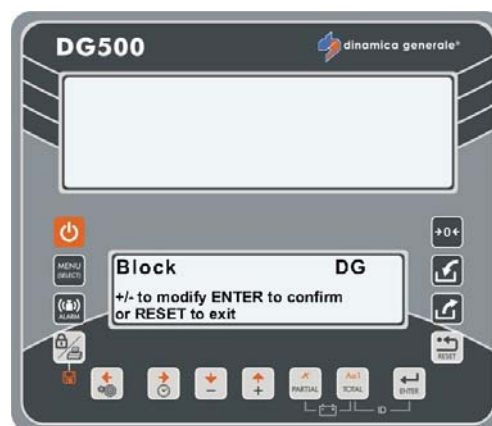 DG500 dinamica generale®
→0←
MENU
(SELECT)
Block DG
+/- to modify ENTER to confirm
or RESET to exit
ALARM
RESET
- + PARTIAL TOTAL ENTER
ID